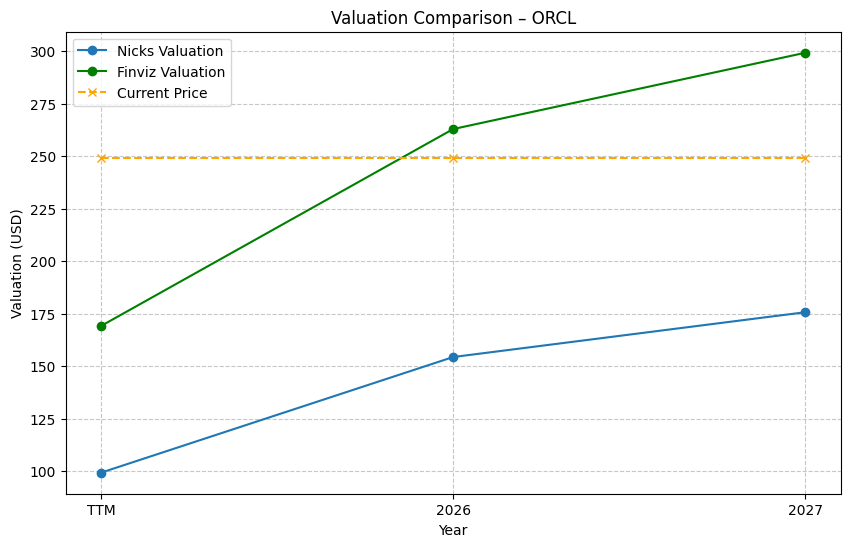 Valuation Comparison – ORCL
Nicks Valuation
Finviz Valuation
Current Price
300
275
250
225
200
175
150
125
100
Valuation (USD)
TTM
2026
2027
Year